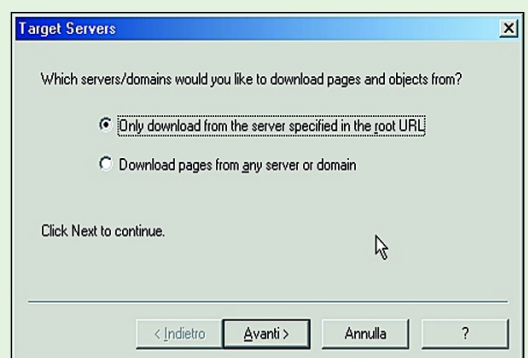 Target Servers
Which servers/domains would you like to download pages and objects from?
Only download from the server specified in the root URL
Download pages from any server or domain
Click Next to continue.
< Indietro
Avanti >
Annulla
?